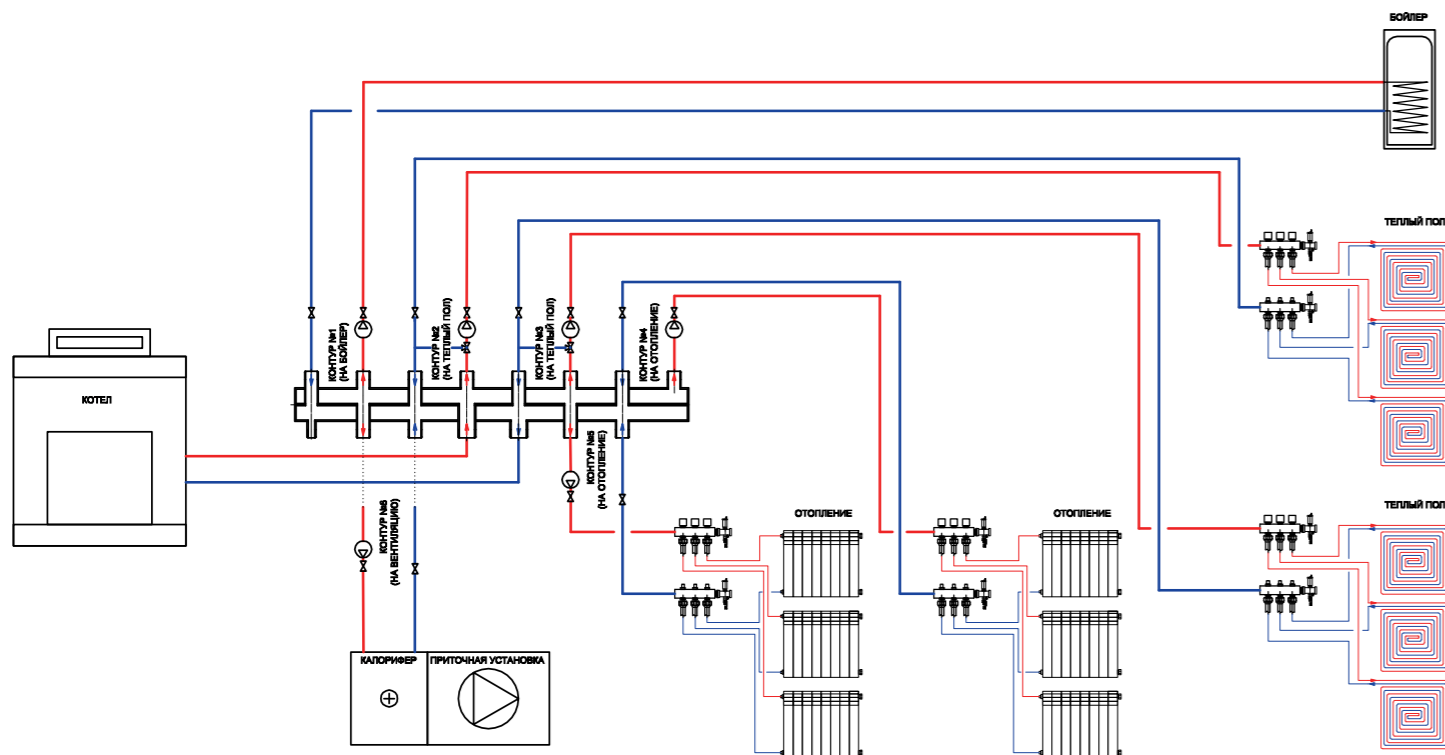 БОЙЛЕР
ТЕПЛЫЙ ПОЛ
КОНТУР №1
(НА БОЙЛЕР)
КОНТУР №2
(НА ТЕПЛЫЙ ПОЛ)
КОНТУР №3
(НА ТЕПЛЫЙ ПОЛ)
КОНТУР №4
(НА ОТОПЛЕНИЕ)
КОТЕЛ
КОНТУР №5
(НА ОТОПЛЕНИЕ)
КОНТУР №6
(НА ВЕНТИЛЯЦИЮ)
ОТОПЛЕНИЕ
ОТОПЛЕНИЕ
ТЕПЛЫЙ ПОЛ
КАЛОРИФЕР
ПРИТОЧНАЯ УСТАНОВКА